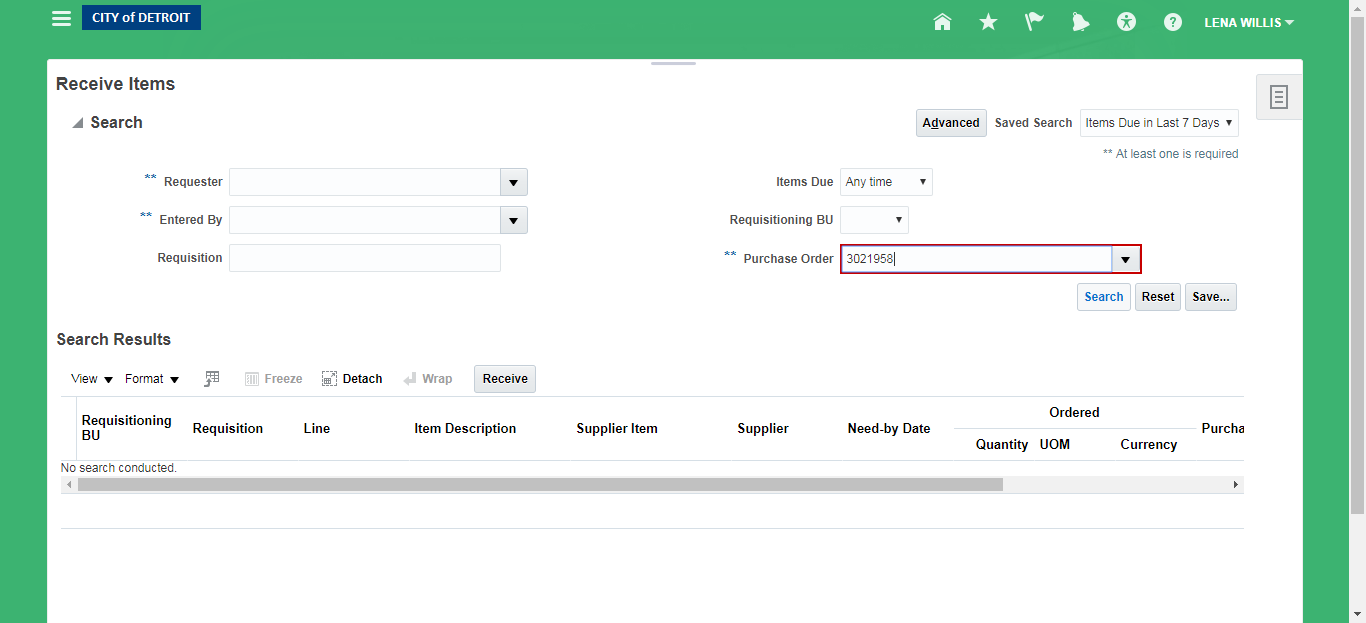 CITY of DETROIT
LENA WILLIS
Receive Items
Search
Advanced Saved Search Items Due in Last 7 Days
** At least one is required
** Requester
Items Due Any time
** Entered By
Requisitioning BU
Requisition
** Purchase Order 3021958
Search Reset Save...
Search Results
View Format Freeze Detach Wrap Receive
Requisitioning BU Requisition Line Item Description Supplier Item Supplier Need-by Date Ordered Quantity UOM Currency Purcha
No search conducted.